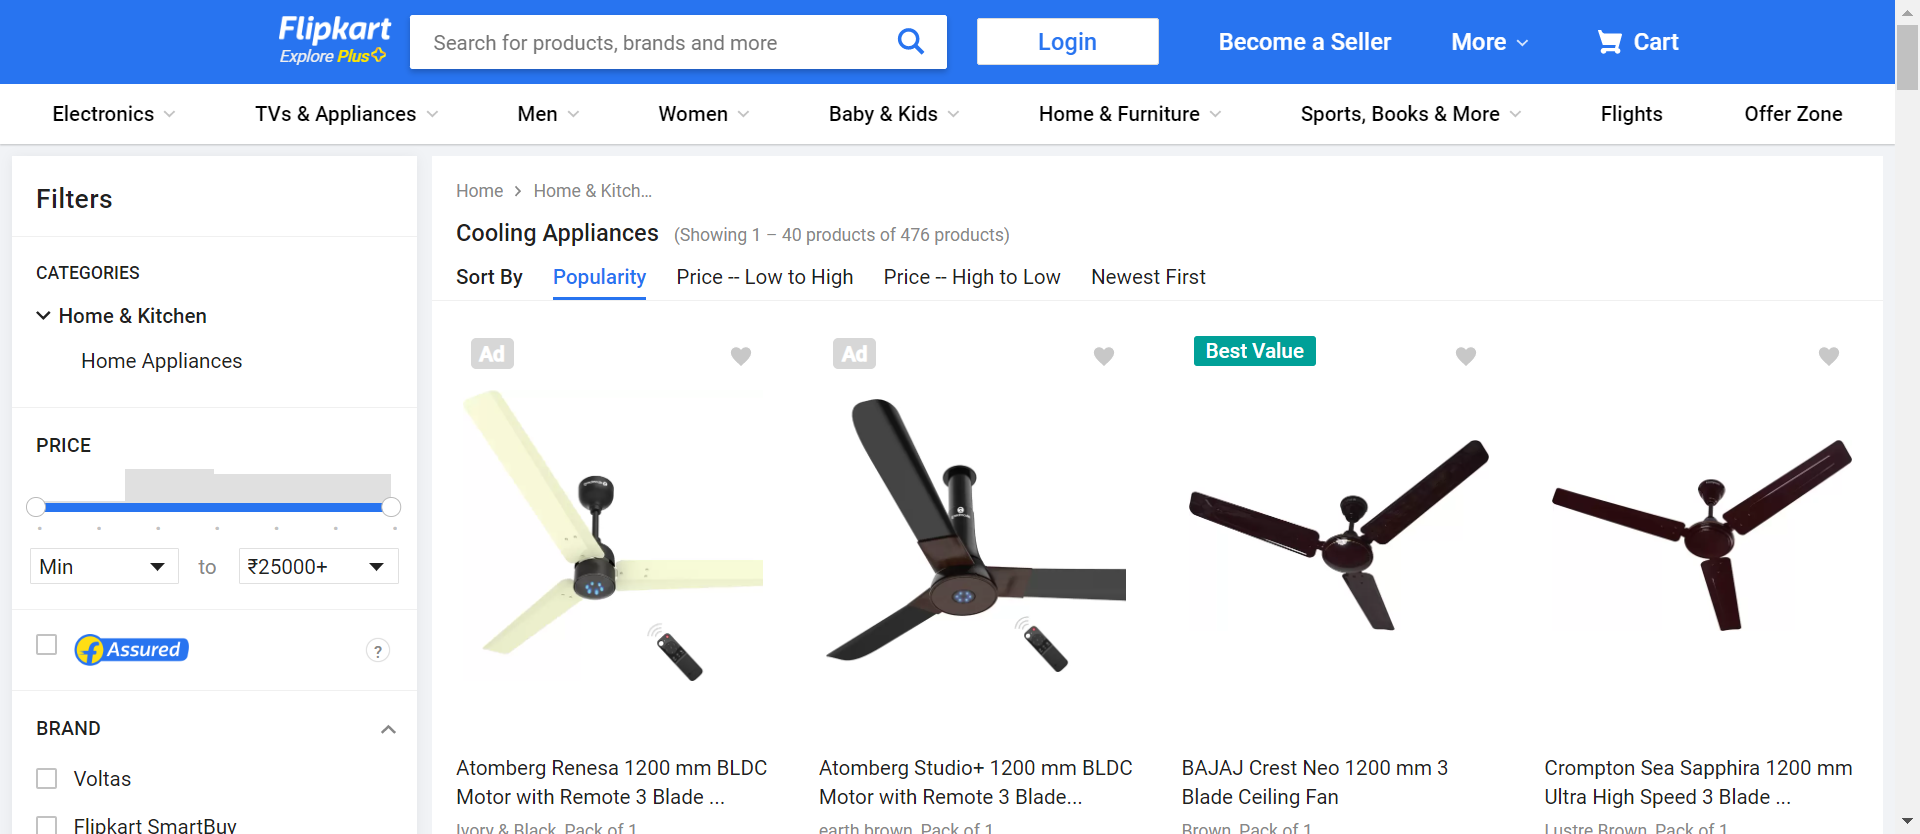 Flipkart
Explore Plus
Search for products, brands and more
Login
Become a Seller
More
Cart
Electronics
TVs & Appliances
Men
Women
Baby & Kids
Home & Furniture
Sports, Books & More
Flights
Offer Zone
Filters
CATEGORIES
Home & Kitchen
Home Appliances
PRICE
Min
to
₹25000+
Assured
?
BRAND
Voltas
Flipkart SmartBuy
Home
Home & Kitch...
Cooling Appliances (Showing 1 – 40 products of 476 products)
Sort By Popularity Price -- Low to High Price -- High to Low Newest First
Ad
Atomberg Renesa 1200 mm BLDC
Motor with Remote 3 Blade ...
Ivory & Black, Pack of 1
Ad
Atomberg Studio+ 1200 mm BLDC
Motor with Remote 3 Blade...
earth brown, Pack of 1
Best Value
BAJAJ Crest Neo 1200 mm 3
Blade Ceiling Fan
Brown, Pack of 1
Crompton Sea Sapphira 1200 mm
Ultra High Speed 3 Blade ...
Lustre Brown, Pack of 1